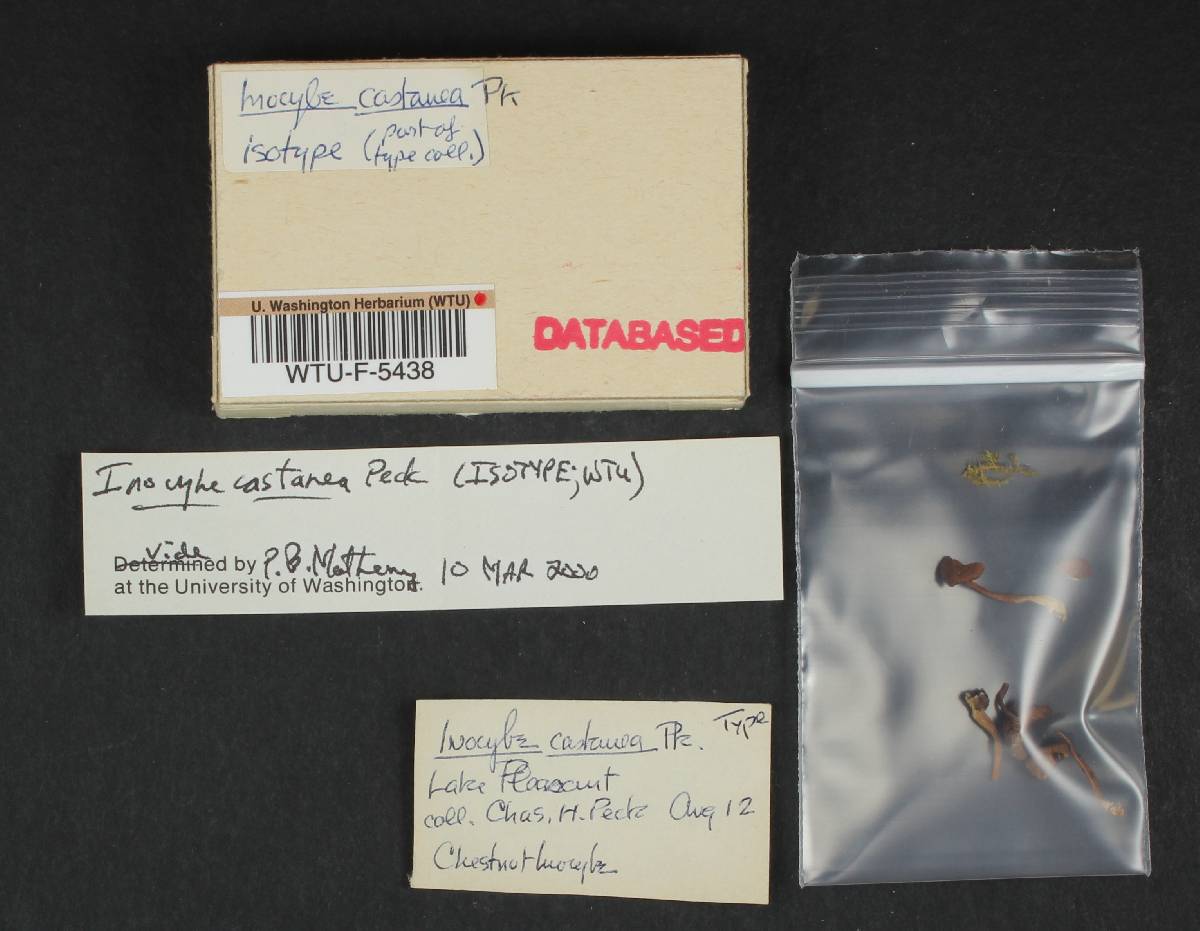 Inocybe castanea Pk
isotype (part of type coll.)
U. Washington Herbarium (WTU)
WTU-F-5438
DATABASED
Inocybe castanea Peck (ISOTYPE; WTU)
vide
Determined by P.B. Matheny 10 MAR 2000
at the University of Washington.
Inocybe castanea Pk. Type
Lake Pleasant
coll. Chas. H. Peck Aug 12
Chestnut Inocybe